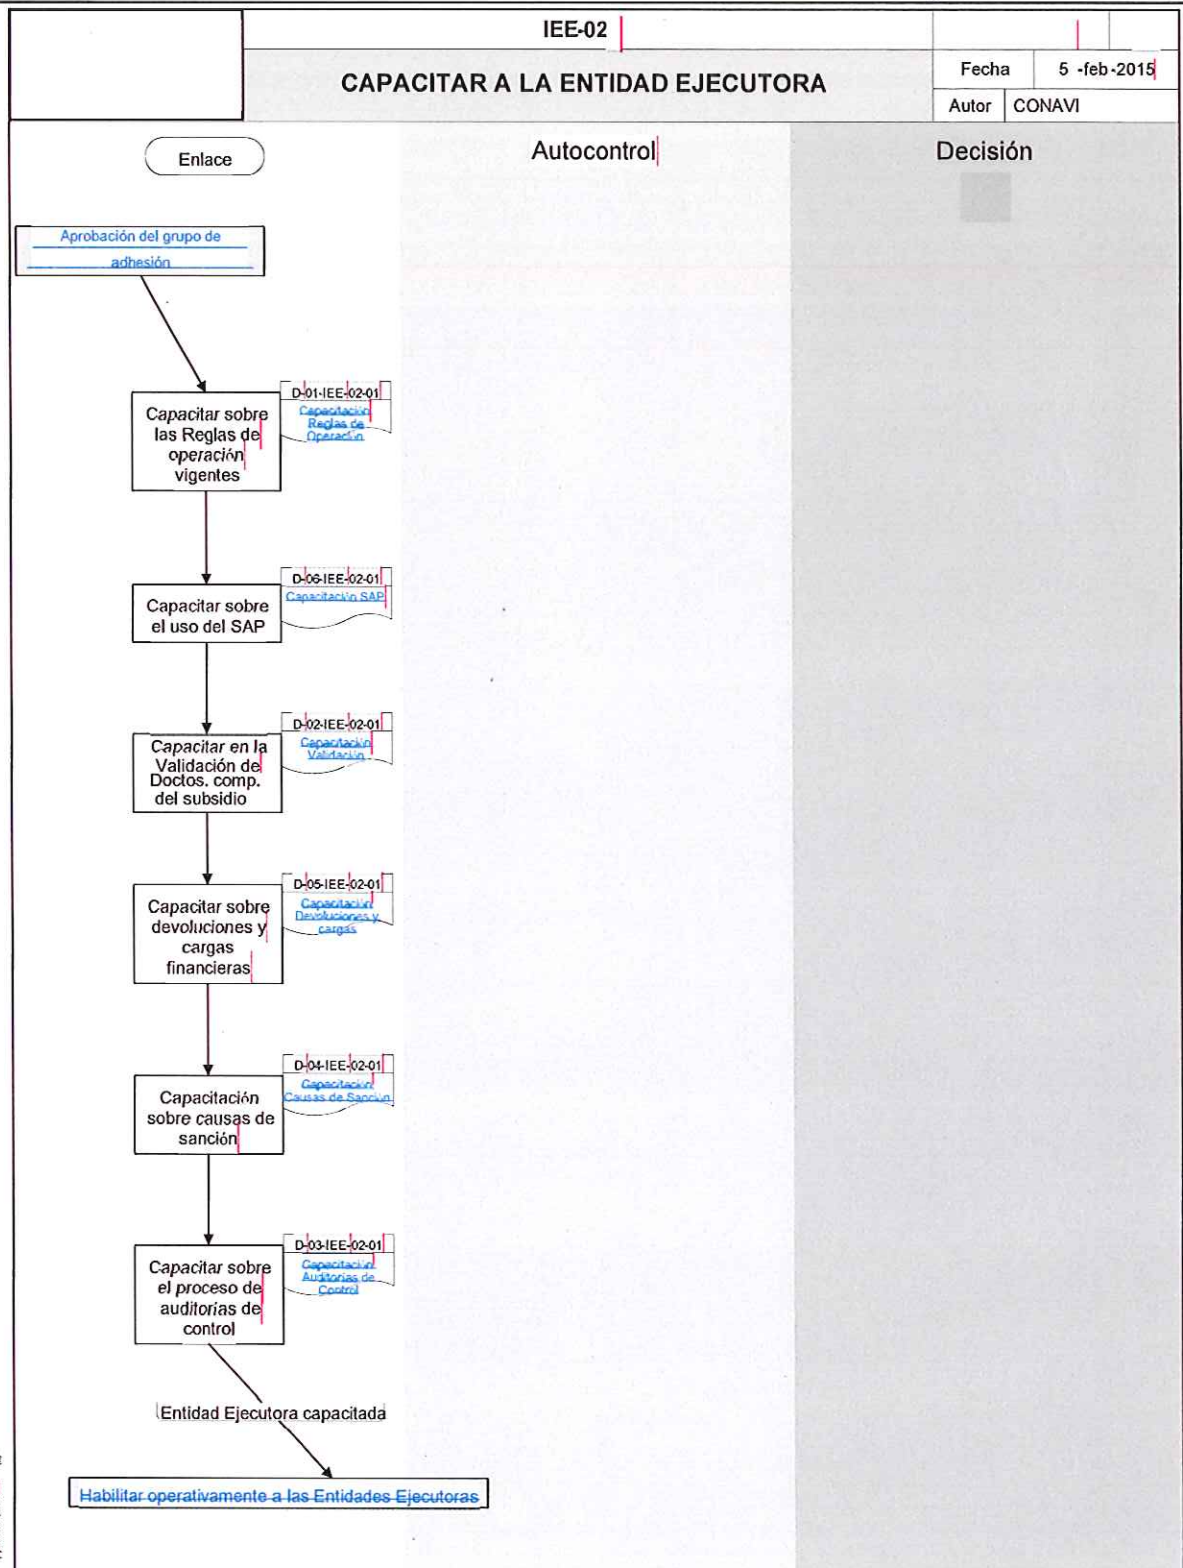 IEE-02
CAPACITAR A LA ENTIDAD EJECUTORA
Fecha 5 -feb-2015
Autor CONAVI
Enlace
Autocontrol
Decisión
Aprobación del grupo de
adhesión
D-01-IEE-02-01
Capacitación
Reglas de
Operación
Capacitar sobre
las Reglas de
operación
vigentes
D-06-IEE-02-01
Capacitación SAP
Capacitar sobre
el uso del SAP
D-02-IEE-02-01
Capacitación
Validación
Capacitar en la
Validación de
Doctos. comp.
del subsidio
D-05-IEE-02-01
Capacitación
Devoluciones y
cargas
Capacitar sobre
devoluciones y
cargas
financieras
D-04-IEE-02-01
Capacitación
Causas de Sanción
Capacitación
sobre causas de
sanción
D-03-IEE-02-01
Capacitación
Auditorias de
Control
Capacitar sobre
el proceso de
auditorías de
control
Entidad Ejecutora capacitada
Habilitar operativamente a las Entidades Ejecutoras